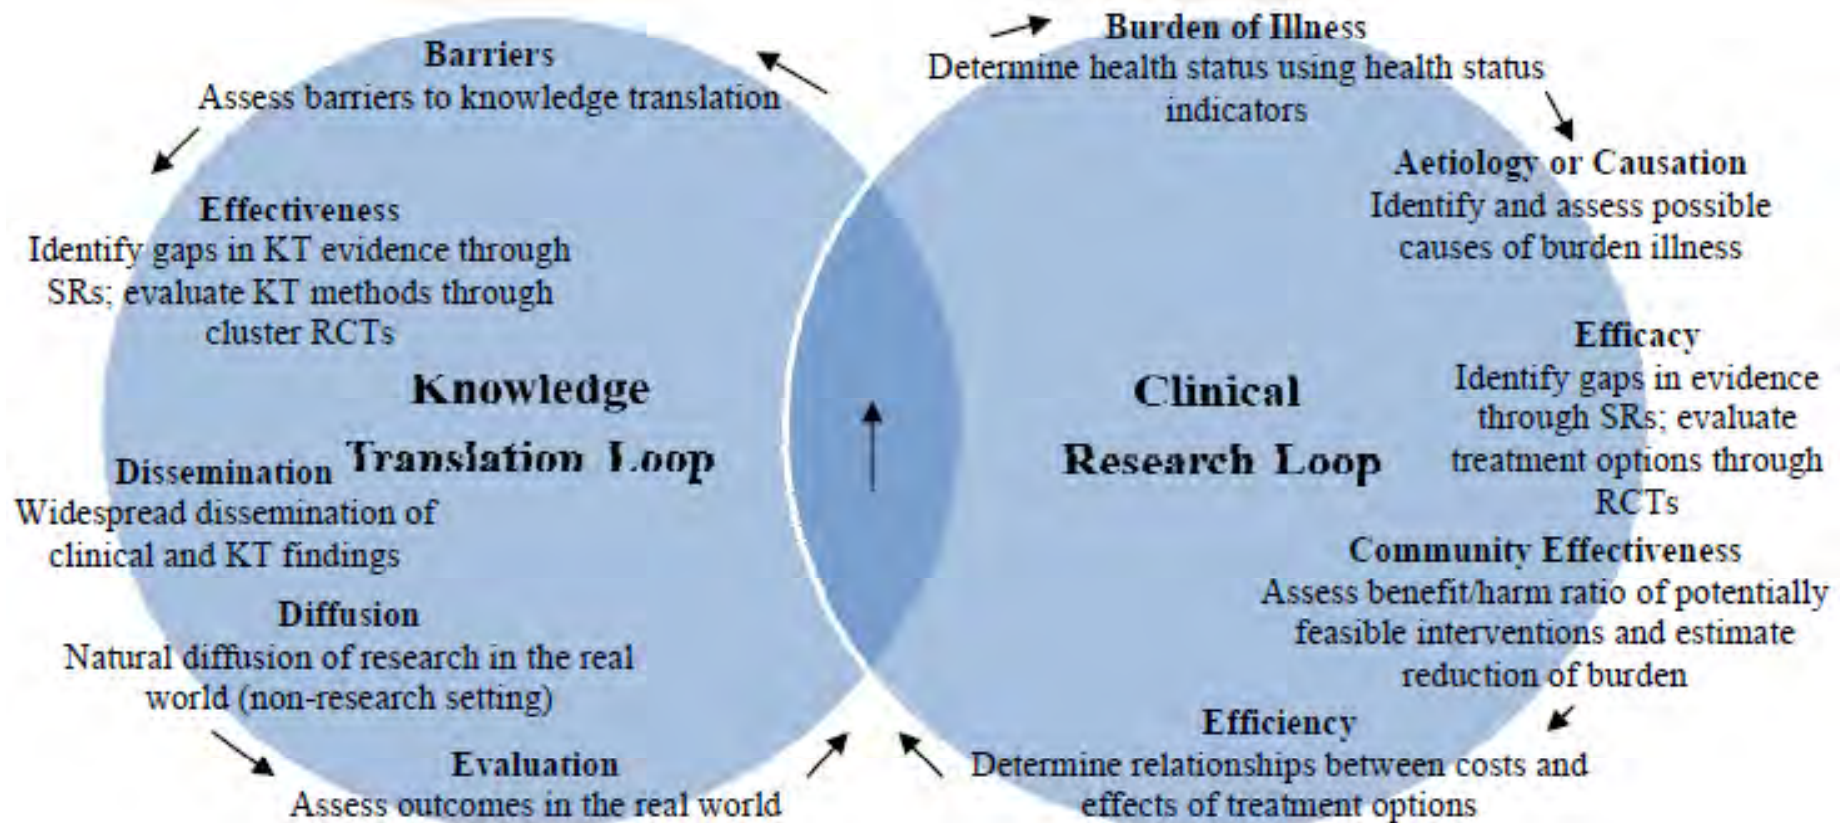 Barriers
Assess barriers to knowledge translation
Effectiveness
Identify gaps in KT evidence through
SRs; evaluate KT methods through
cluster RCTs
Knowledge
Translation Loop
Dissemination
Widespread dissemination of
clinical and KT findings
Diffusion
Natural diffusion of research in the real
world (non-research setting)
Evaluation
Assess outcomes in the real world
Burden of Illness
Determine health status using health status
indicators
Aetiology or Causation
Identify and assess possible
causes of burden illness
Efficacy
Identify gaps in evidence
through SRs; evaluate
treatment options through
RCTs
Clinical
Research Loop
Community Effectiveness
Assess benefit/harm ratio of potentially
feasible interventions and estimate
reduction of burden
Efficiency
Determine relationships between costs and
effects of treatment options